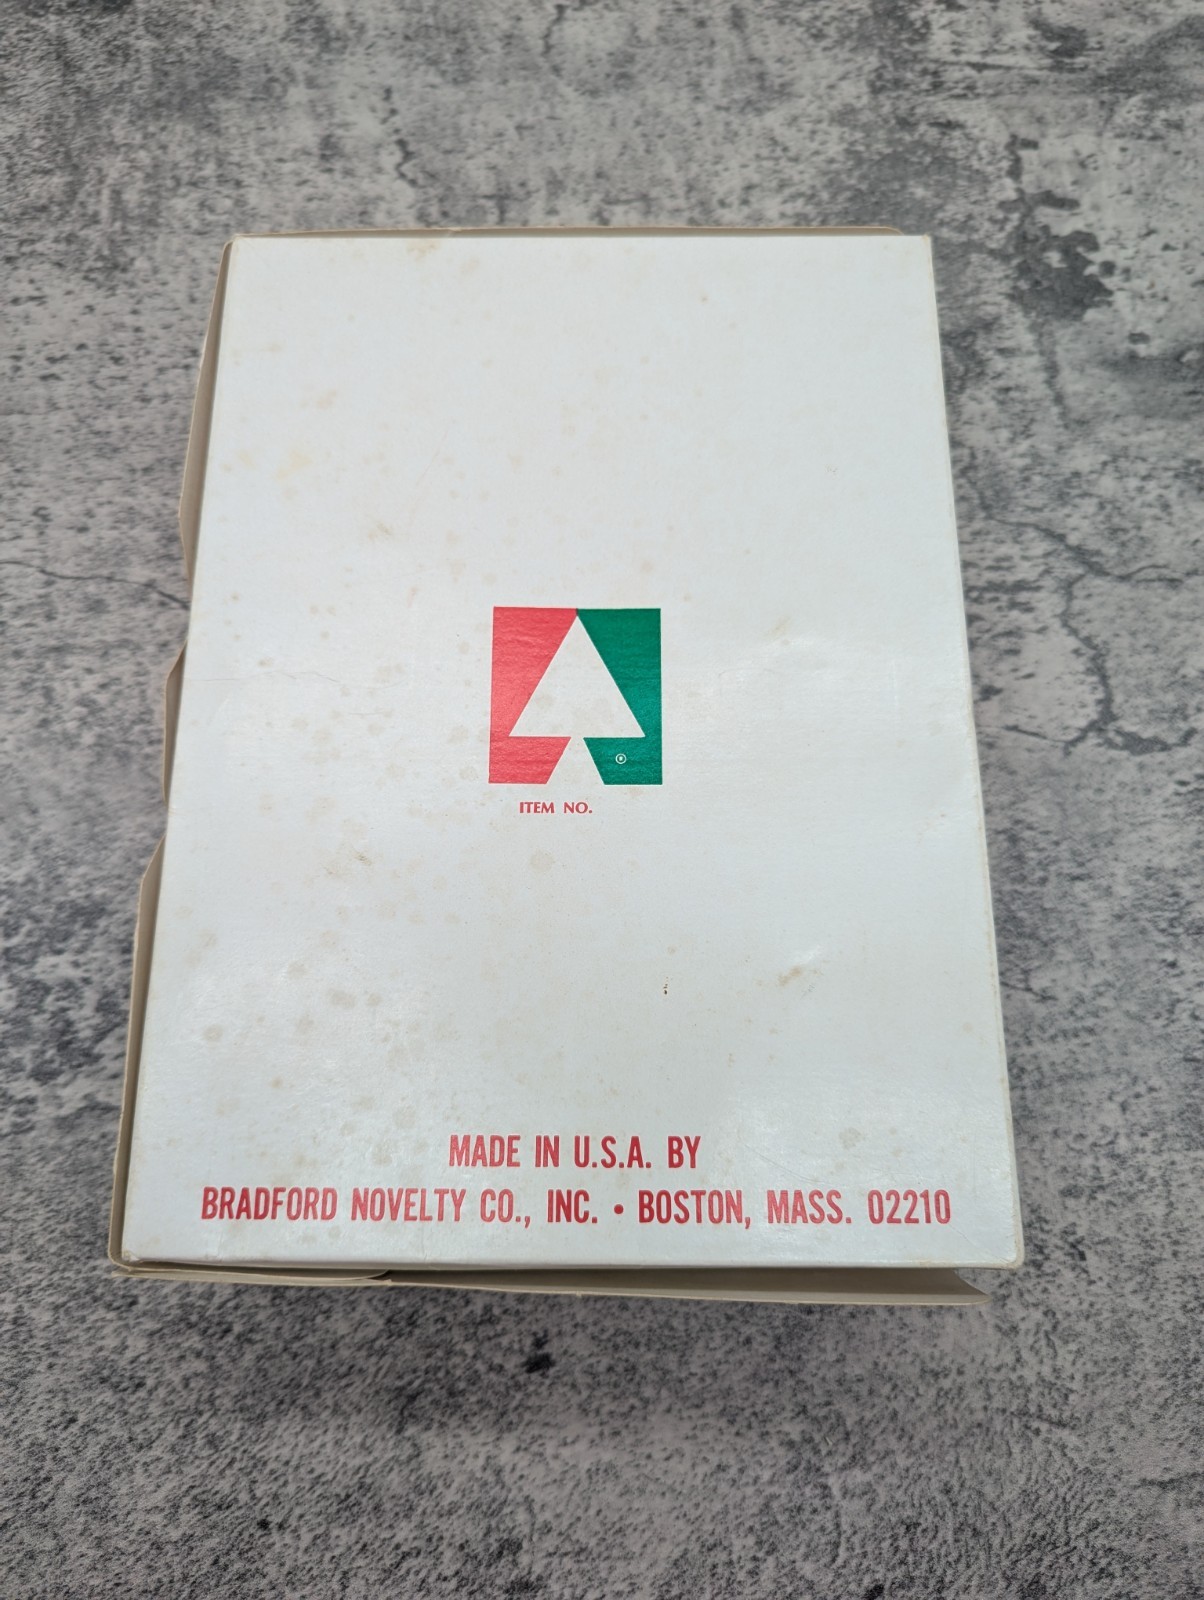 ®
ITEM NO.
MADE IN U.S.A. BY
BRADFORD NOVELTY CO., INC. • BOSTON, MASS. 02210